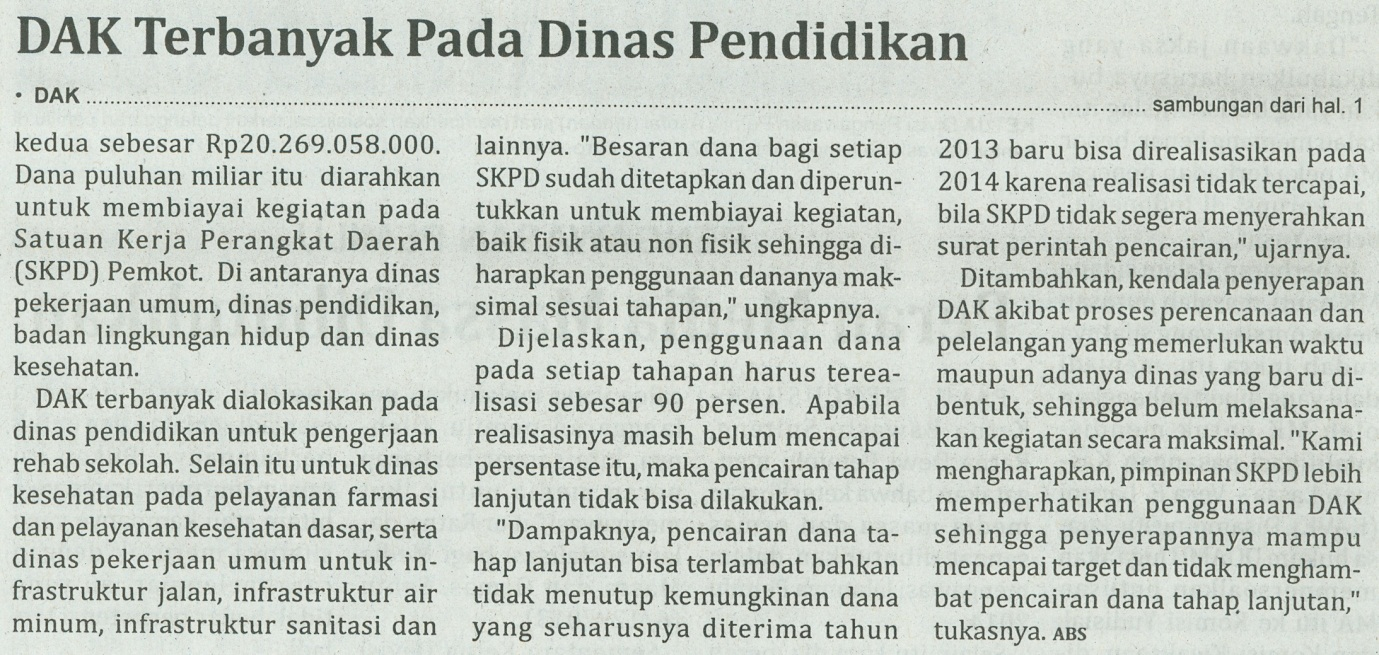 DAK Terbanyak Pada Dinas Pendidikan
• DAK ........ sambungan dari hal. 1
kedua sebesar Rp20.269.058.000.
Dana puluhan miliar itu diarahkan
untuk membiayai kegiatan pada
Satuan Kerja Perangkat Daerah
(SKPD) Pemkot. Di antaranya dinas
pekerjaan umum, dinas pendidikan,
badan lingkungan hidup dan dinas
kesehatan.
DAK terbanyak dialokasikan pada
dinas pendidikan untuk pengerjaan
rehab sekolah. Selain itu untuk dinas
kesehatan pada pelayanan farmasi
dan pelayanan kesehatan dasar, serta
dinas pekerjaan umum untuk in-
frastruktur jalan, infrastruktur air
minum, infrastruktur sanitasi dan
lainnya. "Besaran dana bagi setiap
SKPD sudah ditetapkan dan diperun-
tukkan untuk membiayai kegiatan,
baik fisik atau non fisik sehingga di-
harapkan penggunaan dananya mak-
simal sesuai tahapan," ungkapnya.
Dijelaskan, penggunaan dana
pada setiap tahapan harus terea-
lisasi sebesar 90 persen. Apabila
realisasinya masih belum mencapai
persentase itu, maka pencairan tahap
lanjutan tidak bisa dilakukan.
"Dampaknya, pencairan dana ta-
hap lanjutan bisa terlambat bahkan
tidak menutup kemungkinan dana
yang seharusnya diterima tahun
2013 baru bisa direalisasikan pada
2014 karena realisasi tidak tercapai,
bila SKPD tidak segera menyerahkan
surat perintah pencairan," ujarnya.
Ditambahkan, kendala penyerapan
DAK akibat proses perencanaan dan
pelelangan yang memerlukan waktu
maupun adanya dinas yang baru di-
bentuk, sehingga belum melaksana-
kan kegiatan secara maksimal. "Kami
mengharapkan, pimpinan SKPD lebih
memperhatikan penggunaan DAK
sehingga penyerapannya mampu
mencapai target dan tidak mengham-
bat pencairan dana tahap lanjutan,"
tukasnya. ABS